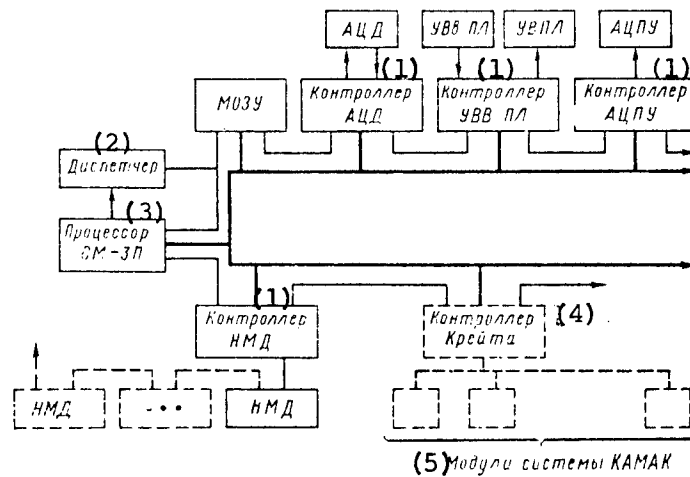 АЦД
УВВ ПЛ
УВПЛ
АЦПУ
(1)
(1)
(1)
МОЗУ
Контроллер
АЦД
Контроллер
УВВ ПЛ
Контроллер
АЦПУ
(2)
Диспетчер
(3)
Процессор
СМ-3П
(1)
Контроллер
НМД
(4)
Контроллер
Крейта
НМД
НМД
(5) Модули системы КАМАК